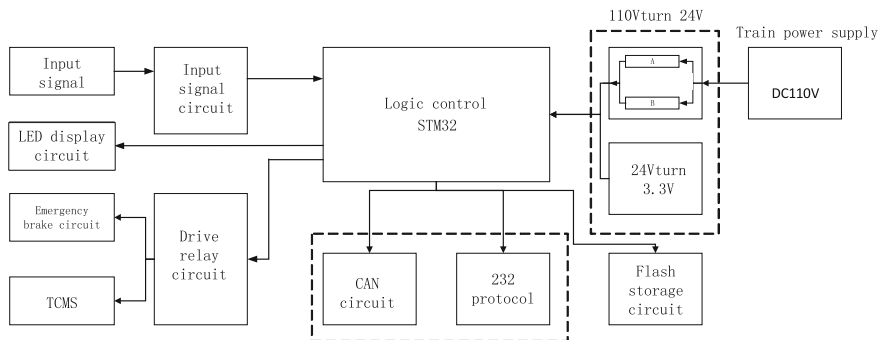 110Vturn 24V
Train power supply
Input
signal
Input
signal
circuit
Logic control
STM32
A
B
DC110V
LED display
circuit
24Vturn
3.3V
Emergency
brake circuit
Drive
relay
circuit
TCMS
CAN
circuit
232
protocol
Flash
storage
circuit